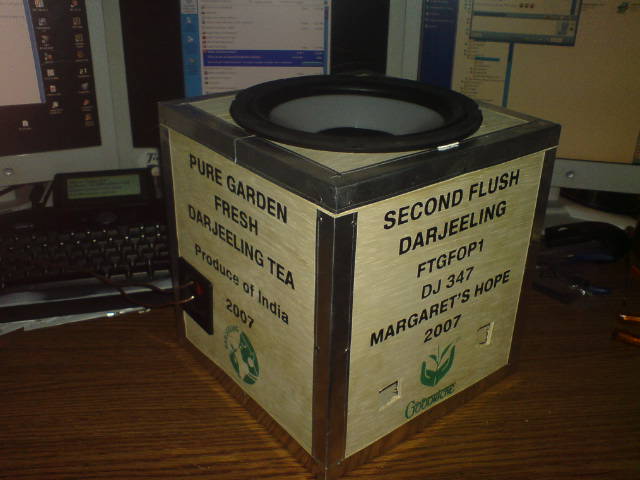 PURE GARDEN
FRESH
DARJEELING TEA
Produce of India
2007
SECOND FLUSH
DARJEELING
FTGFOP1
DJ 347
MARGARET'S HOPE
2007
GOODRICKE